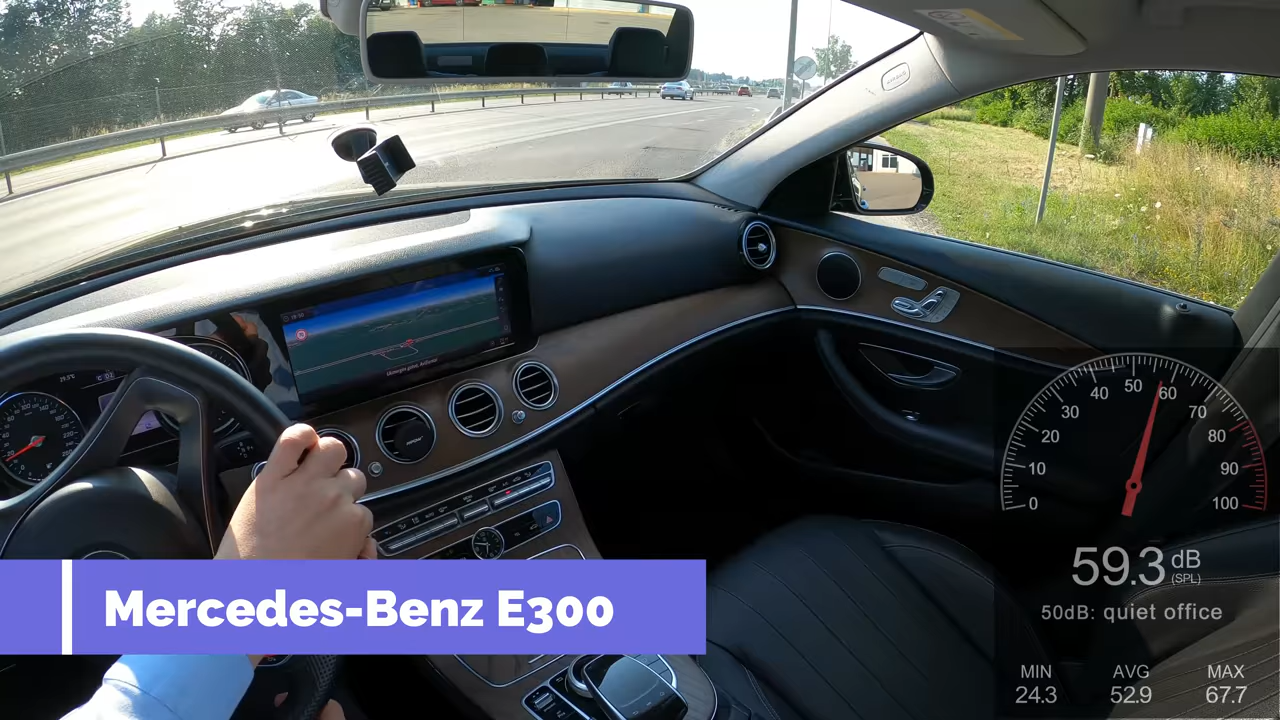 AIRBAG
Mercedes-Benz E300
0
10
20
30
40
50
60
70
80
90
100
59.3 dB
(SPL)
50dB: quiet office
MIN AVG MAX
24.3 52.9 67.7